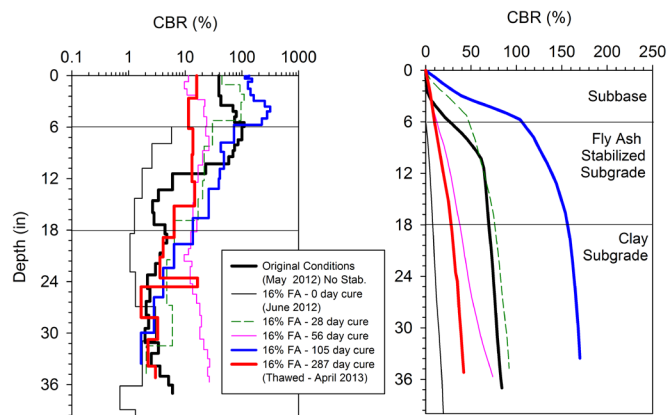 CBR (%)
0.1 1 10 100 1000
0
6
12
18
24
30
36
Depth (in)
Original Conditions
(May 2012) No Stab.
16% FA - 0 day cure
(June 2012)
16% FA - 28 day cure
16% FA - 56 day cure
16% FA - 105 day cure
16% FA - 287 day cure
(Thawed - April 2013)
CBR (%)
0 50 100 150 200 250
0
6
12
18
24
30
36
Subbase
Fly Ash
Stabilized
Subgrade
Clay
Subgrade